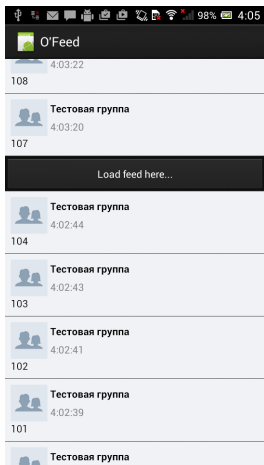 98% 4:05
O'Feed
4:03:22
108
Тестовая группа
4:03:20
107
Load feed here...
Тестовая группа
4:02:44
104
Тестовая группа
4:02:43
103
Тестовая группа
4:02:41
102
Тестовая группа
4:02:39
101
Тестовая группа